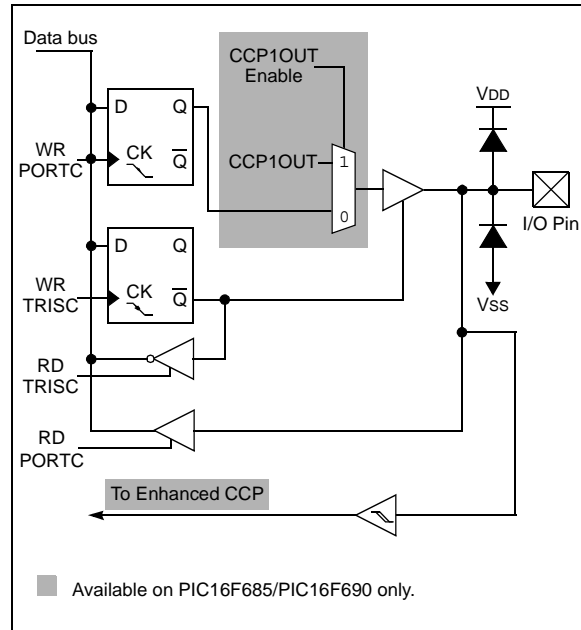 Data bus
CCP1OUT
Enable
VDD
D
Q
WR
PORTC
CK
Q
CCP1OUT
1
0
I/O Pin
D
Q
WR
TRISC
CK
Q
VSS
RD
TRISC
RD
PORTC
To Enhanced CCP
Available on PIC16F685/PIC16F690 only.